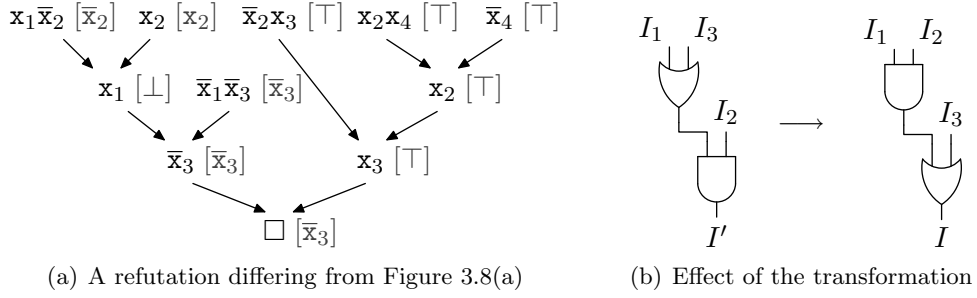 x₁x̅₂ [x̅₂] x₂ [x₂] x̅₂x₃ [⊤] x₂x₄ [⊤] x̅₄ [⊤]
x₁ [⊥] x̅₁x̅₃ [x̅₃] x₂ [⊤]
x̅₃ [x̅₃] x₃ [⊤]
□ [x̅₃]
(a) A refutation differing from Figure 3.8(a)
I₁ I₃
I₂
I′
⟶
I₁ I₂
I₃
I
(b) Effect of the transformation